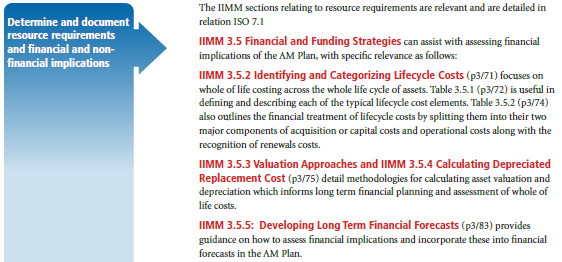 Determine and document
resource requirements
and financial and non-
financial implications
The IIMM sections relating to resource requirements are relevant and are detailed in
relation ISO 7.1
IIMM 3.5 Financial and Funding Strategies can assist with assessing financial
implications of the AM Plan, with specific relevance as follows:
IIMM 3.5.2 Identifying and Categorizing Lifecycle Costs (p3/71) focuses on
whole of life costing across the whole life cycle of assets. Table 3.5.1 (p3/72) is useful in
defining and describing each of the typical lifecycle cost elements. Table 3.5.2 (p3/74)
also outlines the financial treatment of lifecycle costs by splitting them into their two
major components of acquisition or capital costs and operational costs along with the
recognition of renewals costs.
IIMM 3.5.3 Valuation Approaches and IIMM 3.5.4 Calculating Depreciated
Replacement Cost (p3/75) detail methodologies for calculating asset valuation and
depreciation which informs long term financial planning and assessment of whole of
life costs.
IIMM 3.5.5: Developing Long Term Financial Forecasts (p3/83) provides
guidance on how to assess financial implications and incorporate these into financial
forecasts in the AM Plan.